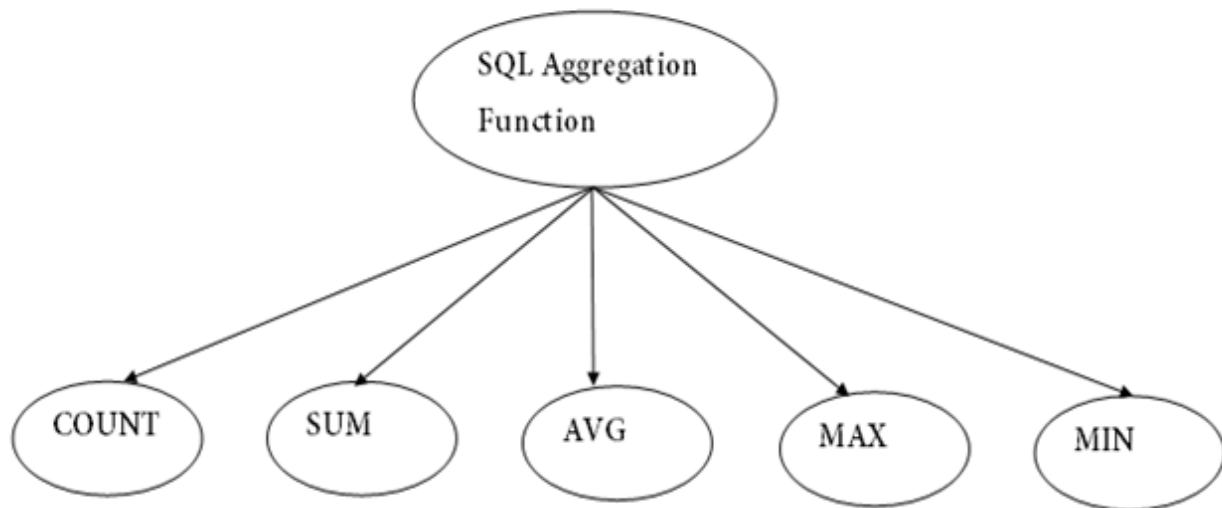 SQL Aggregation
Function
COUNT
SUM
AVG
MAX
MIN